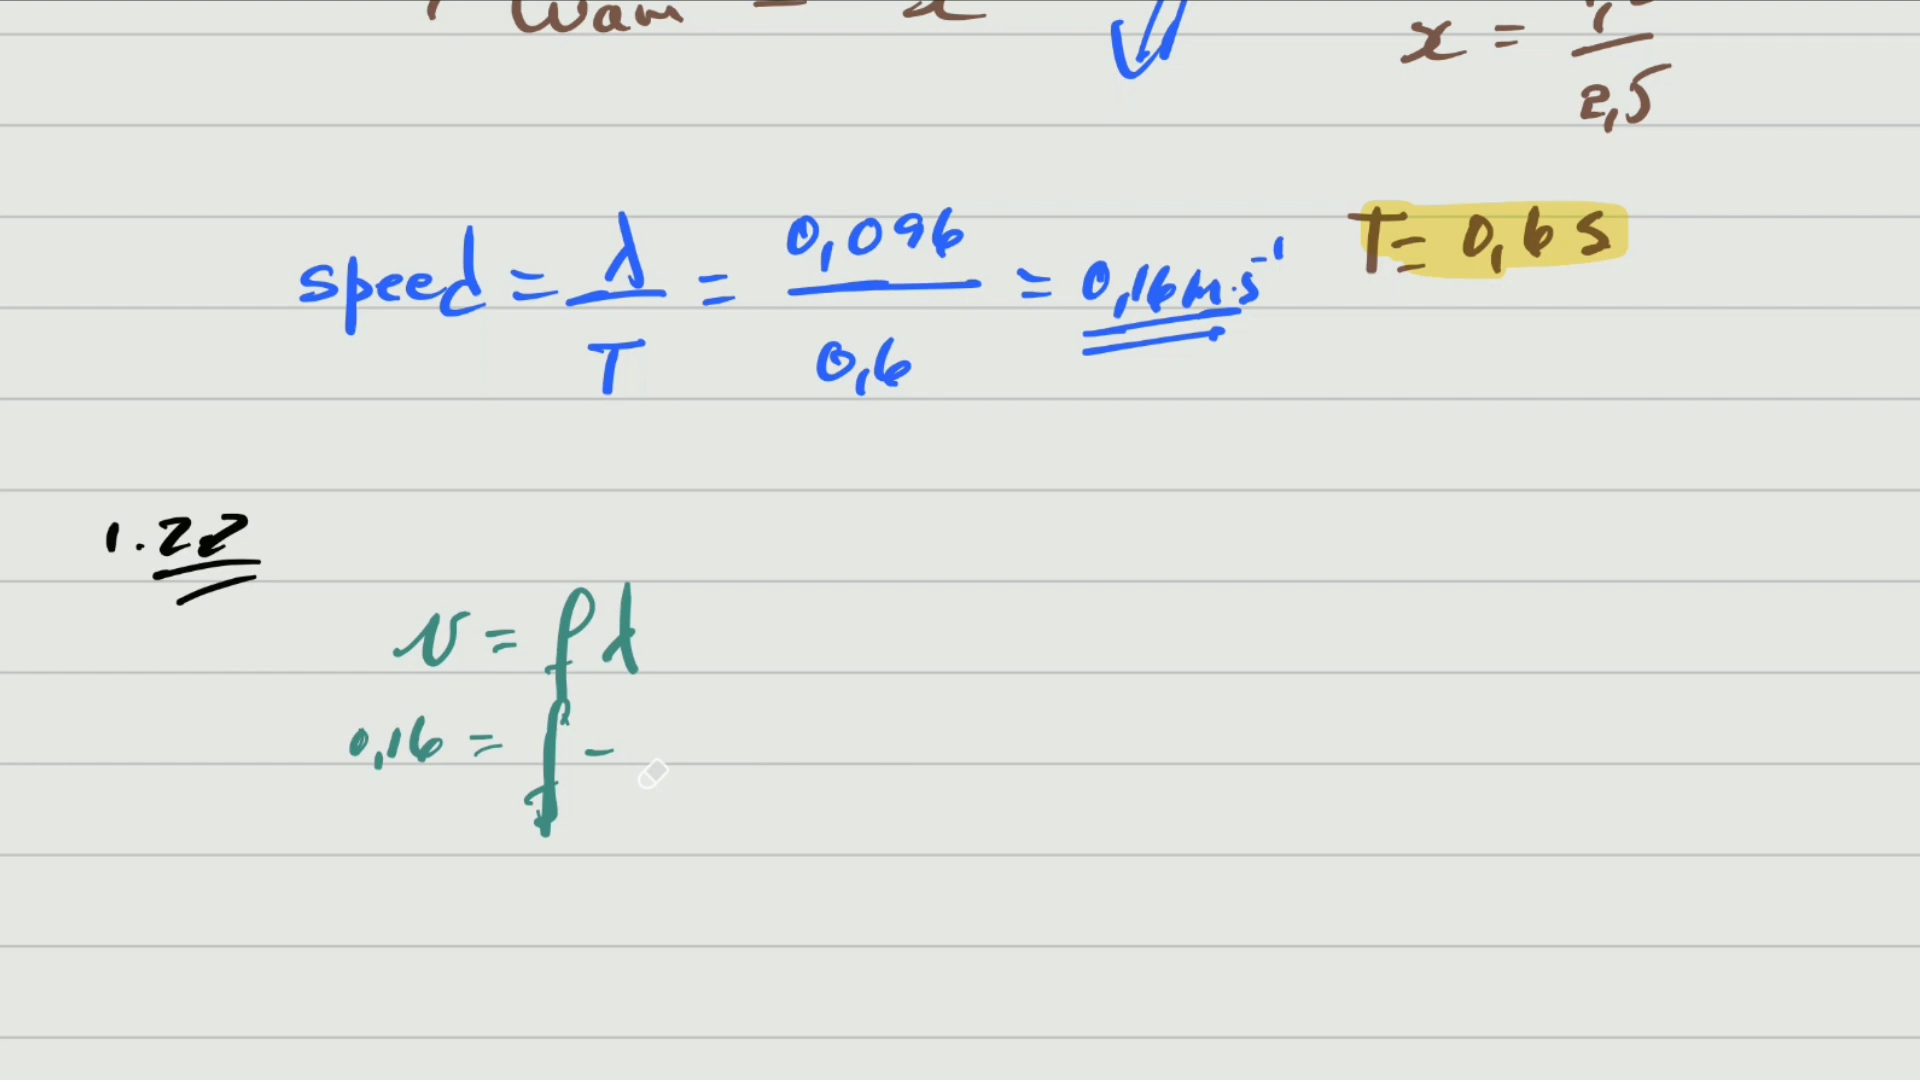 x =
2,5
speed = λ/T = 0,096/0,6 = 0,16 m·s⁻¹
T = 0,6 s
1.22
v = fλ
0,16 = f -